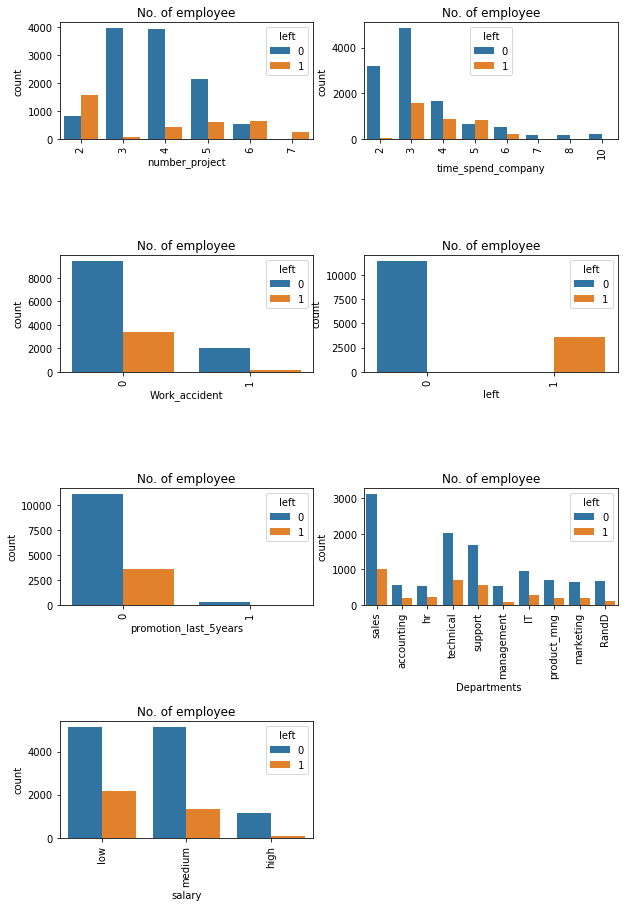 No. of employee
count
4000
3000
2000
1000
0
left
0
1
2
3
4
5
6
7
number_project
No. of employee
count
4000
2000
0
left
0
1
2
3
4
5
6
7
8
10
time_spend_company
No. of employee
count
8000
6000
4000
2000
0
left
0
1
0
1
Work_accident
No. of employee
count
10000
7500
5000
2500
0
left
0
1
0
1
left
No. of employee
count
10000
7500
5000
2500
0
left
0
1
0
1
promotion_last_5years
No. of employee
count
3000
2000
1000
0
left
0
1
sales
accounting
hr
technical
support
management
IT
product_mng
marketing
RandD
Departments
No. of employee
count
4000
2000
0
left
0
1
low
medium
high
salary